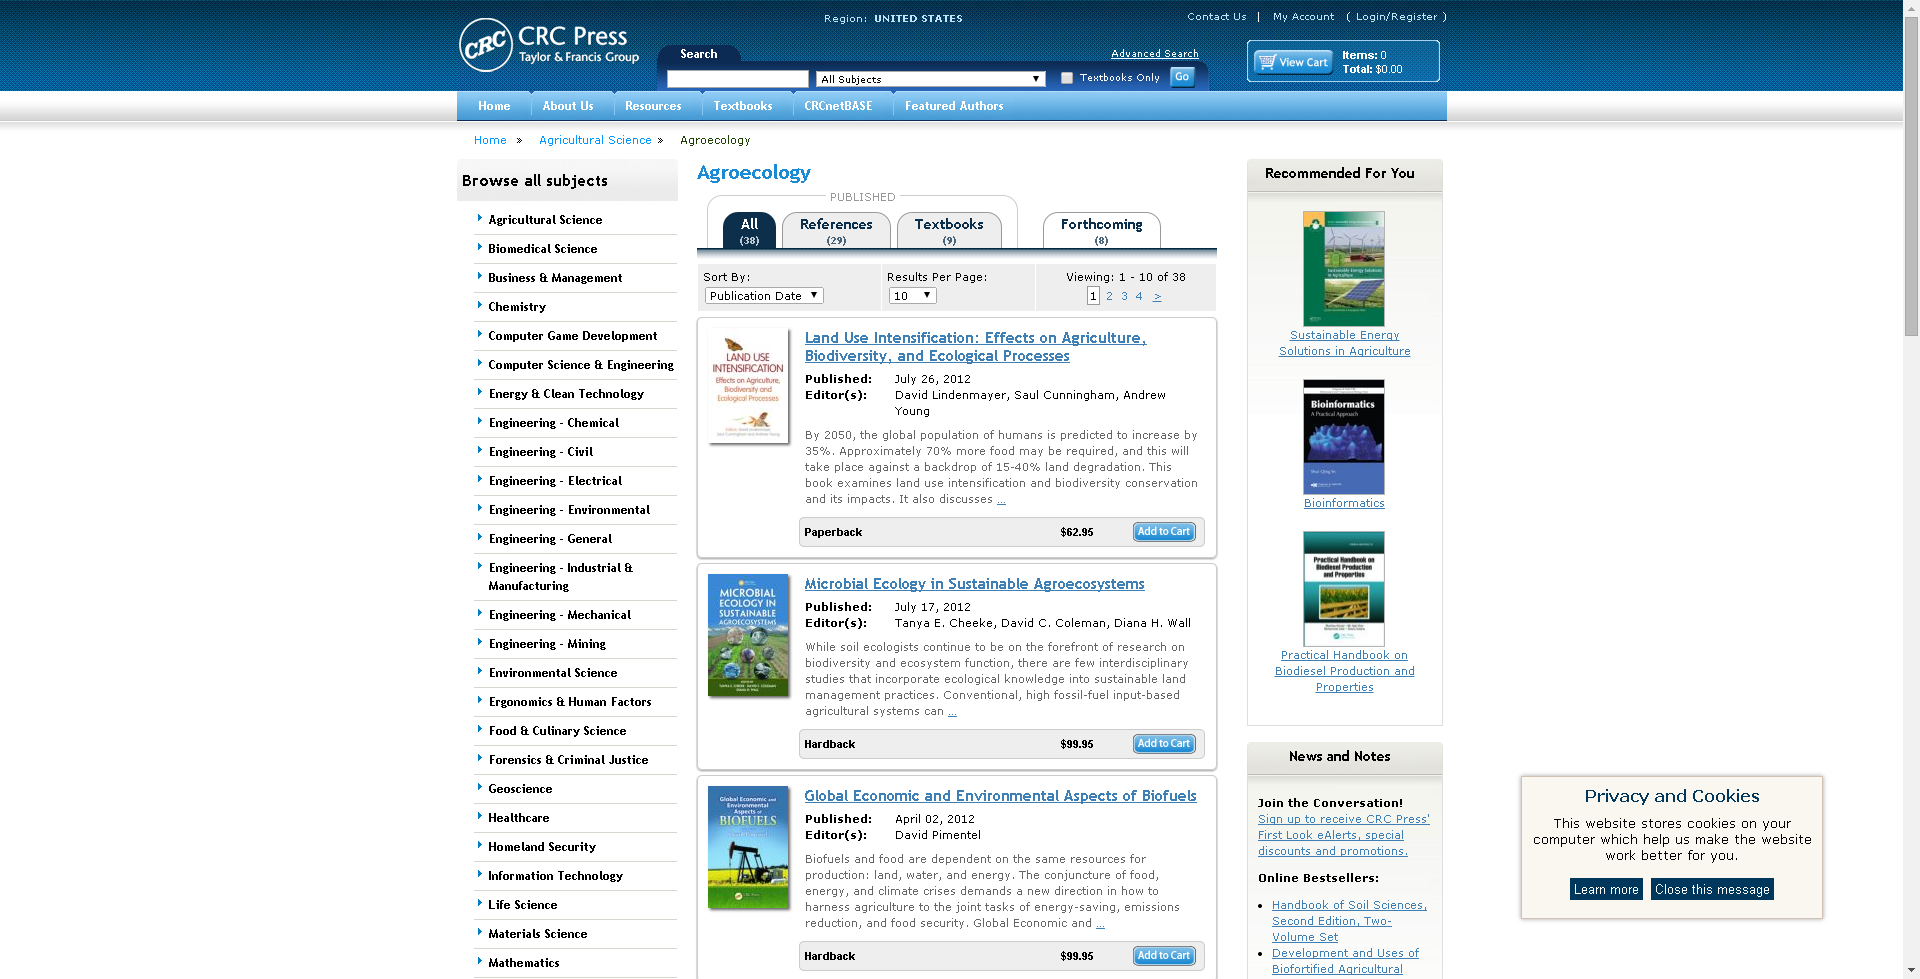 Region: UNITED STATES
Contact Us | My Account ( Login/Register )
CRC CRC Press
Taylor & Francis Group
Search
Advanced Search
All Subjects
Textbooks Only
Go
View Cart
Items: 0
Total: $0.00
Home
About Us
Resources
Textbooks
CRCnetBASE
Featured Authors
Home » Agricultural Science » Agroecology
Browse all subjects
Agricultural Science
Biomedical Science
Business & Management
Chemistry
Computer Game Development
Computer Science & Engineering
Energy & Clean Technology
Engineering - Chemical
Engineering - Civil
Engineering - Electrical
Engineering - Environmental
Engineering - General
Engineering - Industrial &
Manufacturing
Engineering - Mechanical
Engineering - Mining
Environmental Science
Ergonomics & Human Factors
Food & Culinary Science
Forensics & Criminal Justice
Geoscience
Healthcare
Homeland Security
Information Technology
Life Science
Materials Science
Mathematics
Agroecology
PUBLISHED
All
(38)
References
(29)
Textbooks
(9)
Forthcoming
(8)
Sort By:
Publication Date
Results Per Page:
10
Viewing: 1 - 10 of 38
1 2 3 4 >
LAND USE
INTENSIFICATION
Effects on Agriculture,
Biodiversity and
Ecological Processes
Land Use Intensification: Effects on Agriculture,
Biodiversity, and Ecological Processes
Published: July 26, 2012
Editor(s): David Lindenmayer, Saul Cunningham, Andrew
Young
By 2050, the global population of humans is predicted to increase by
35%. Approximately 70% more food may be required, and this will
take place against a backdrop of 15-40% land degradation. This
book examines land use intensification and biodiversity conservation
and its impacts. It also discusses ...
Paperback $62.95 Add to Cart
MICROBIAL
ECOLOGY IN
SUSTAINABLE
AGROECOSYSTEMS
Microbial Ecology in Sustainable Agroecosystems
Published: July 17, 2012
Editor(s): Tanya E. Cheeke, David C. Coleman, Diana H. Wall
While soil ecologists continue to be on the forefront of research on
biodiversity and ecosystem function, there are few interdisciplinary
studies that incorporate ecological knowledge into sustainable land
management practices. Conventional, high fossil-fuel input-based
agricultural systems can ...
Hardback $99.95 Add to Cart
Global Economic and
Environmental
Aspects of
BIOFUELS
Global Economic and Environmental Aspects of Biofuels
Published: April 02, 2012
Editor(s): David Pimentel
Biofuels and food are dependent on the same resources for
production: land, water, and energy. The conjuncture of food,
energy, and climate crises demands a new direction in how to
harness agriculture to the joint tasks of energy-saving, emissions
reduction, and food security. Global Economic and ...
Hardback $99.95 Add to Cart
Recommended For You
Sustainable Energy Solutions
in Agriculture
Sustainable Energy
Solutions in Agriculture
Bioinformatics
A Practical Approach
Bioinformatics
Practical Handbook on
Biodiesel Production
and Properties
Practical Handbook on
Biodiesel Production and
Properties
News and Notes
Join the Conversation!
Sign up to receive CRC Press'
First Look eAlerts, special
discounts and promotions.
Online Bestsellers:
Handbook of Soil Sciences,
Second Edition, Two-
Volume Set
Development and Uses of
Biofortified Agricultural
Privacy and Cookies
This website stores cookies on your
computer which help us make the website
work better for you.
Learn more
Close this message